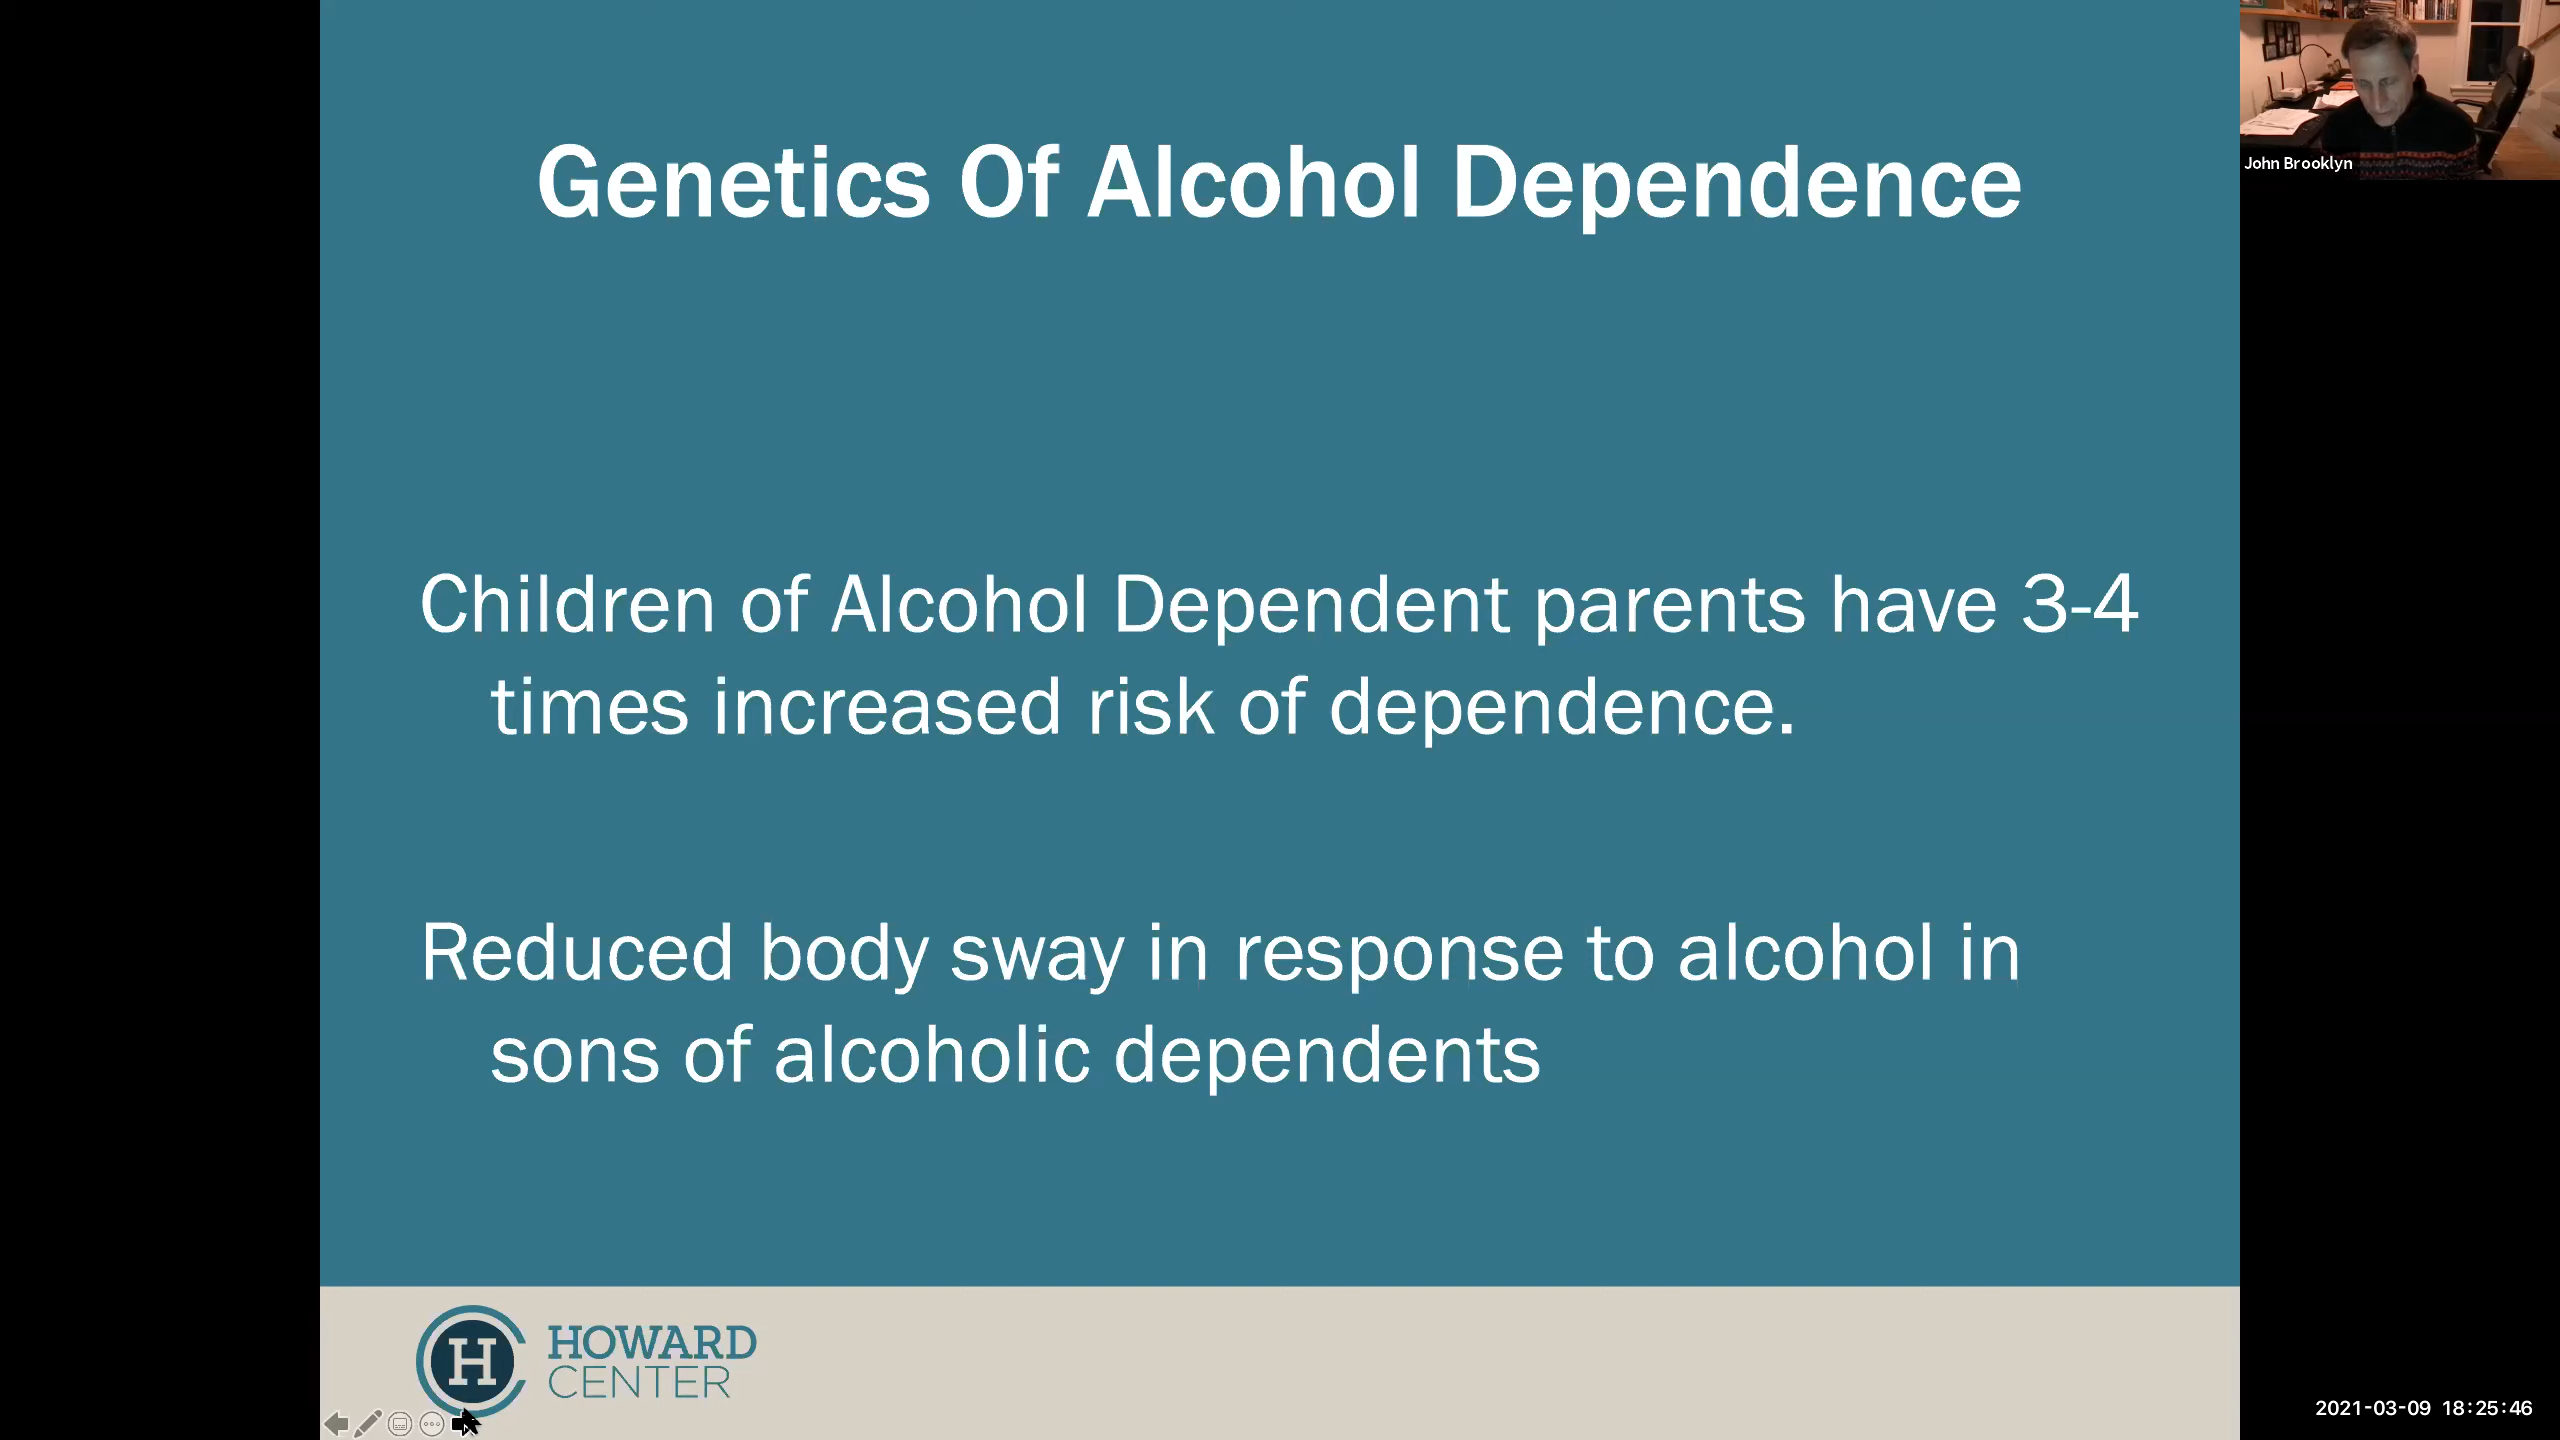 Genetics Of Alcohol Dependence
John Brooklyn
Children of Alcohol Dependent parents have 3-4
times increased risk of dependence.
Reduced body sway in response to alcohol in
sons of alcoholic dependents
H
HOWARD
CENTER
2021-03-09 18:25:46